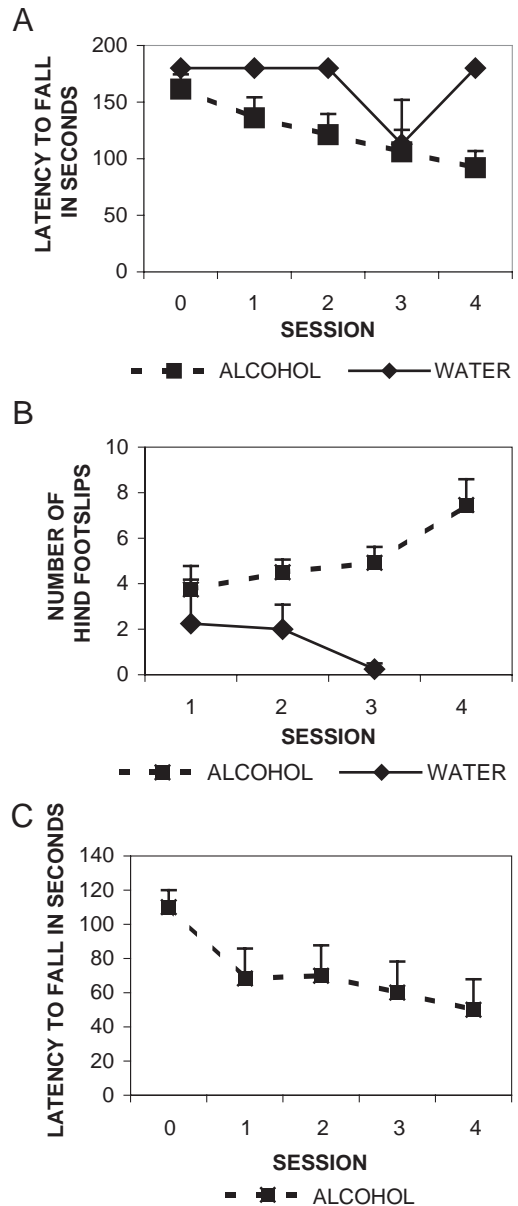 A
LATENCY TO FALL
IN SECONDS
200
150
100
50
0
0 1 2 3 4
SESSION
ALCOHOL WATER
B
NUMBER OF
HIND FOOTSLIPS
10
8
6
4
2
0
1 2 3 4
SESSION
ALCOHOL WATER
C
LATENCY TO FALL IN SECONDS
140
120
100
80
60
40
20
0
0 1 2 3 4
SESSION
ALCOHOL